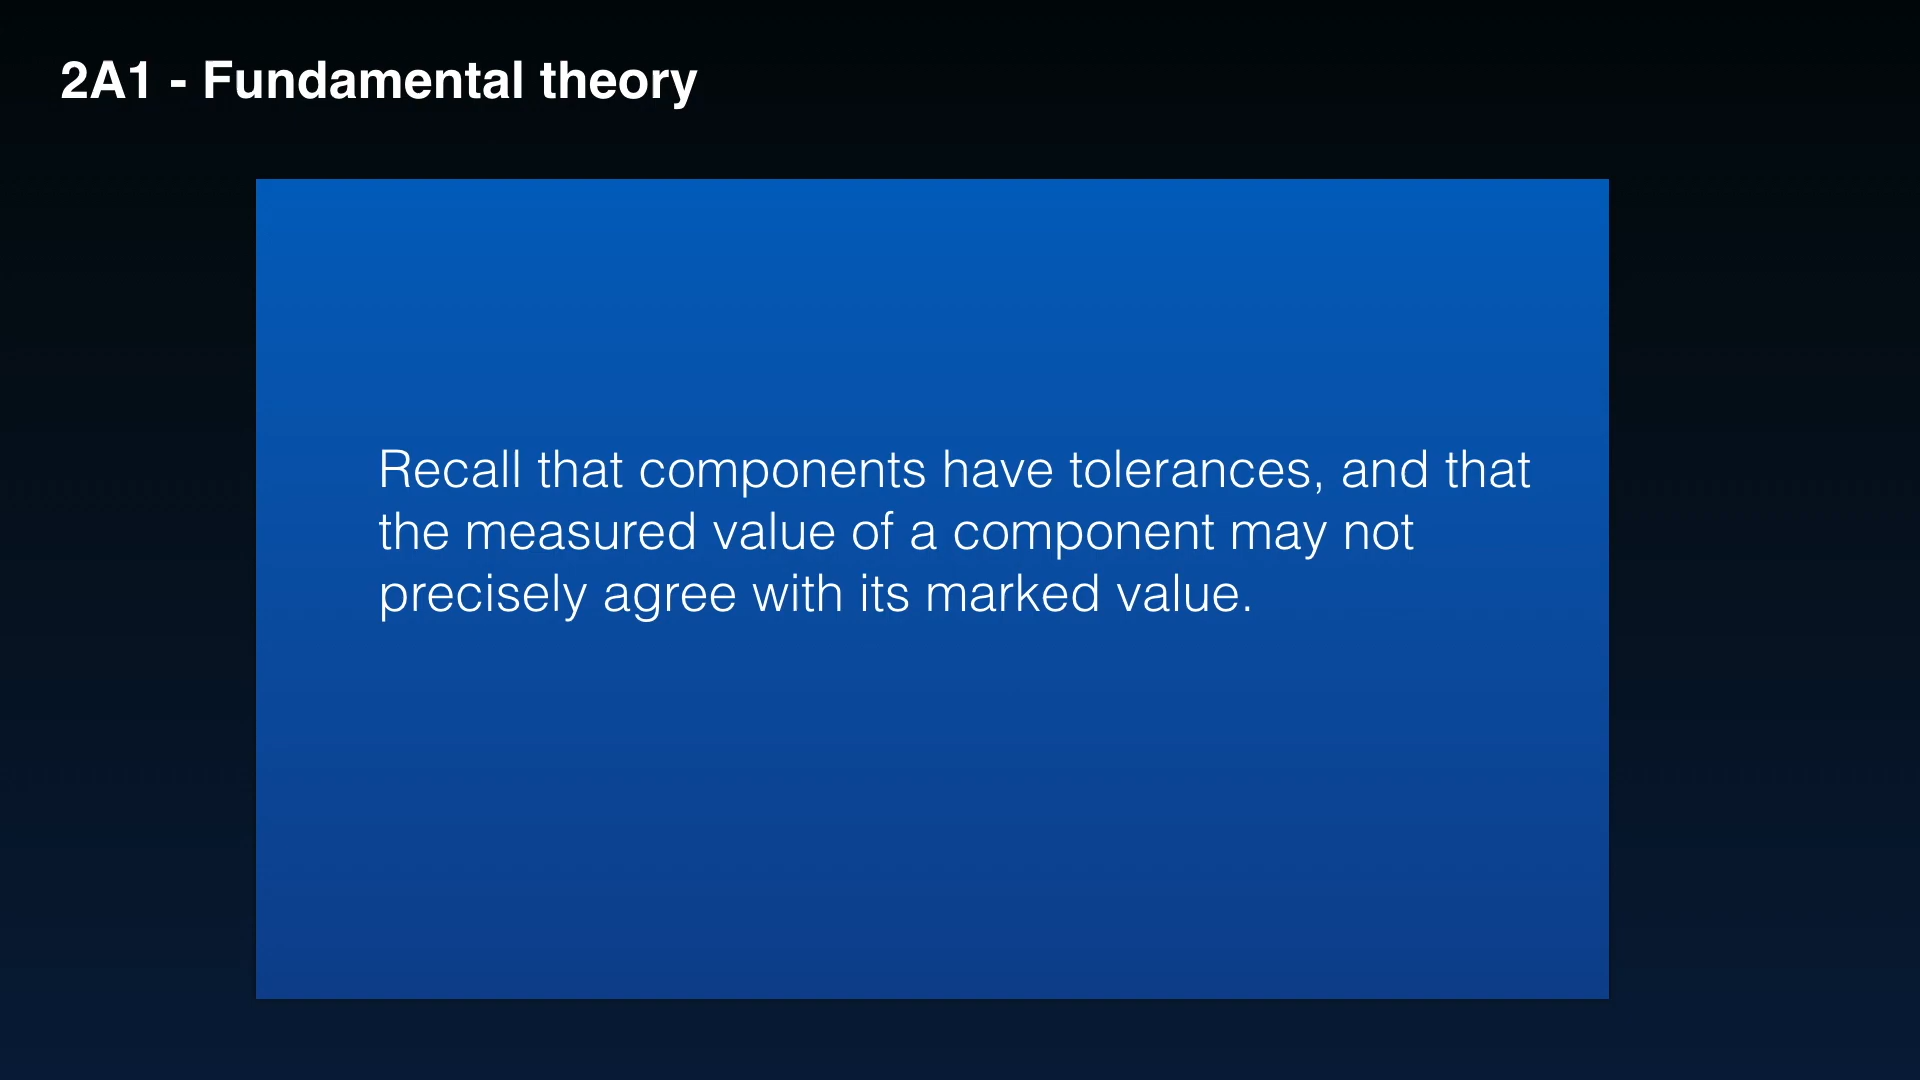 2A1 - Fundamental theory
Recall that components have tolerances, and that
the measured value of a component may not
precisely agree with its marked value.